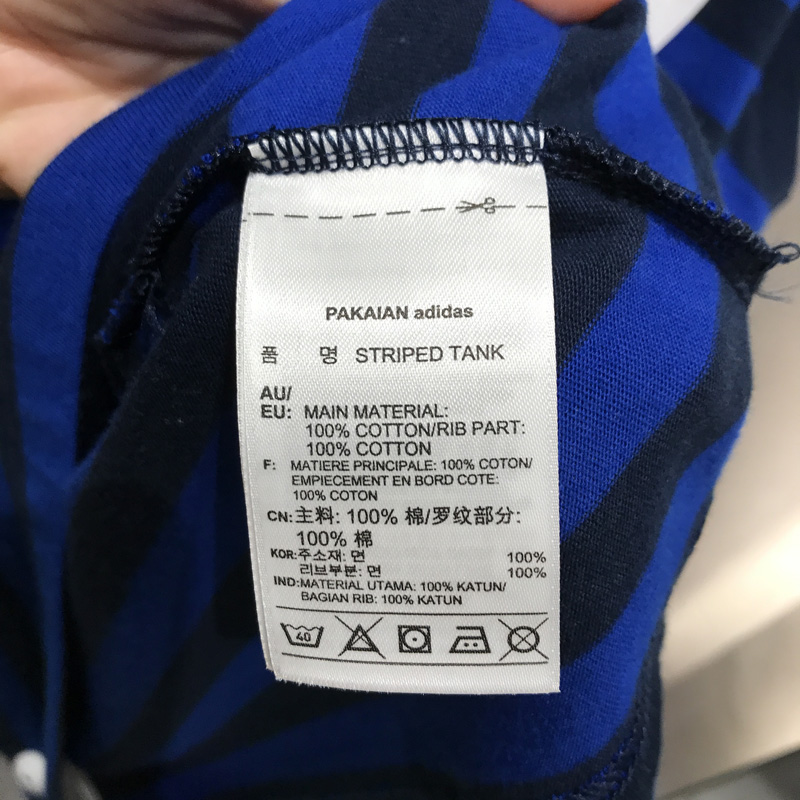 PAKAIAN adidas
품 명 STRIPED TANK
AU/
EU: MAIN MATERIAL:
100% COTTON/RIB PART:
100% COTTON
F: MATIERE PRINCIPALE: 100% COTON/
EMPIECEMENT EN BORD COTE:
100% COTON
CN:主料: 100% 棉/罗纹部分:
100% 棉
KOR:주소재: 면 100%
리브부분: 면 100%
IND:MATERIAL UTAMA: 100% KATUN/
BAGIAN RIB: 100% KATUN
40